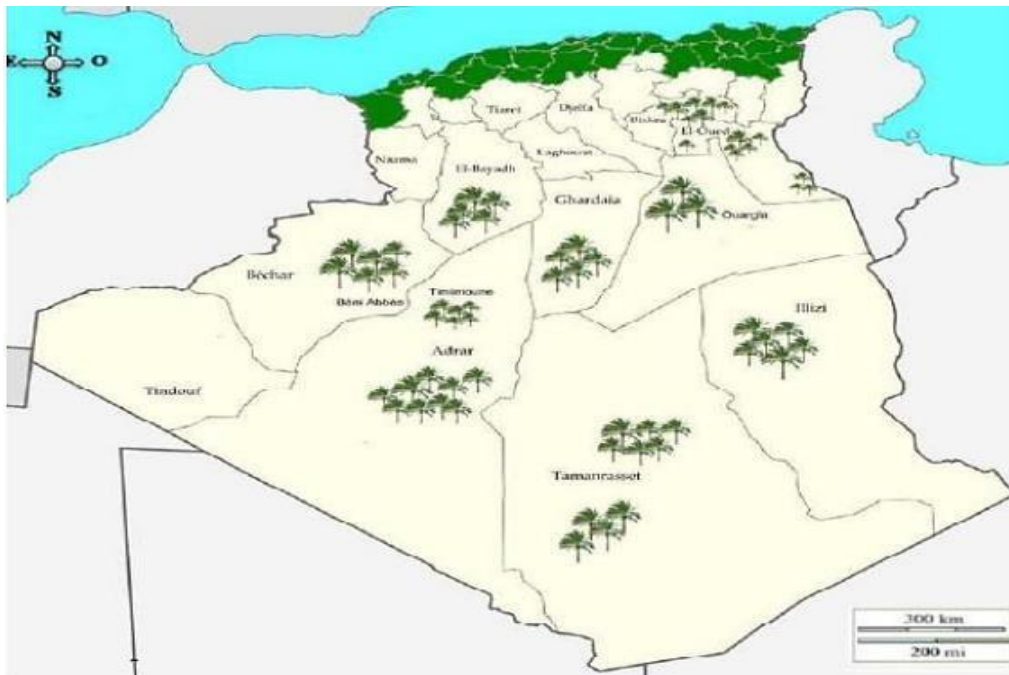 N
E O
S
Tiaret
Djelfa
Biskra
El-Oued
Naama
Laghouat
El-Bayadh
Ghardaïa
Ouargla
Béchar
Béni Abbès
Timimoune
Illizi
Adrar
Tindouf
Tamanrasset
300 km
200 mi